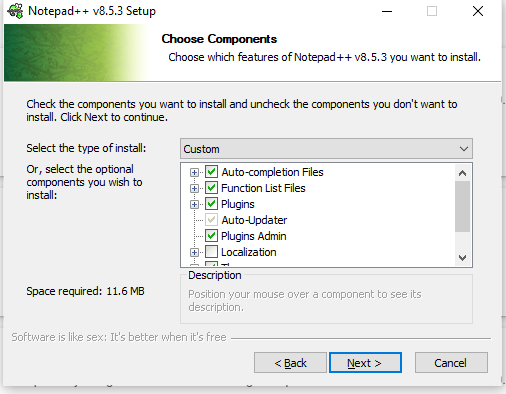 Notepad++ v8.5.3 Setup
Choose Components
Choose which features of Notepad++ v8.5.3 you want to install.
Check the components you want to install and uncheck the components you don't want to
install. Click Next to continue.
Select the type of install:
Custom
Or, select the optional
components you wish to
install:
Auto-completion Files
Function List Files
Plugins
Auto-Updater
Plugins Admin
Localization
Space required: 11.6 MB
Description
Position your mouse over a component to see its
description.
Software is like sex: It's better when it's free
< Back
Next >
Cancel